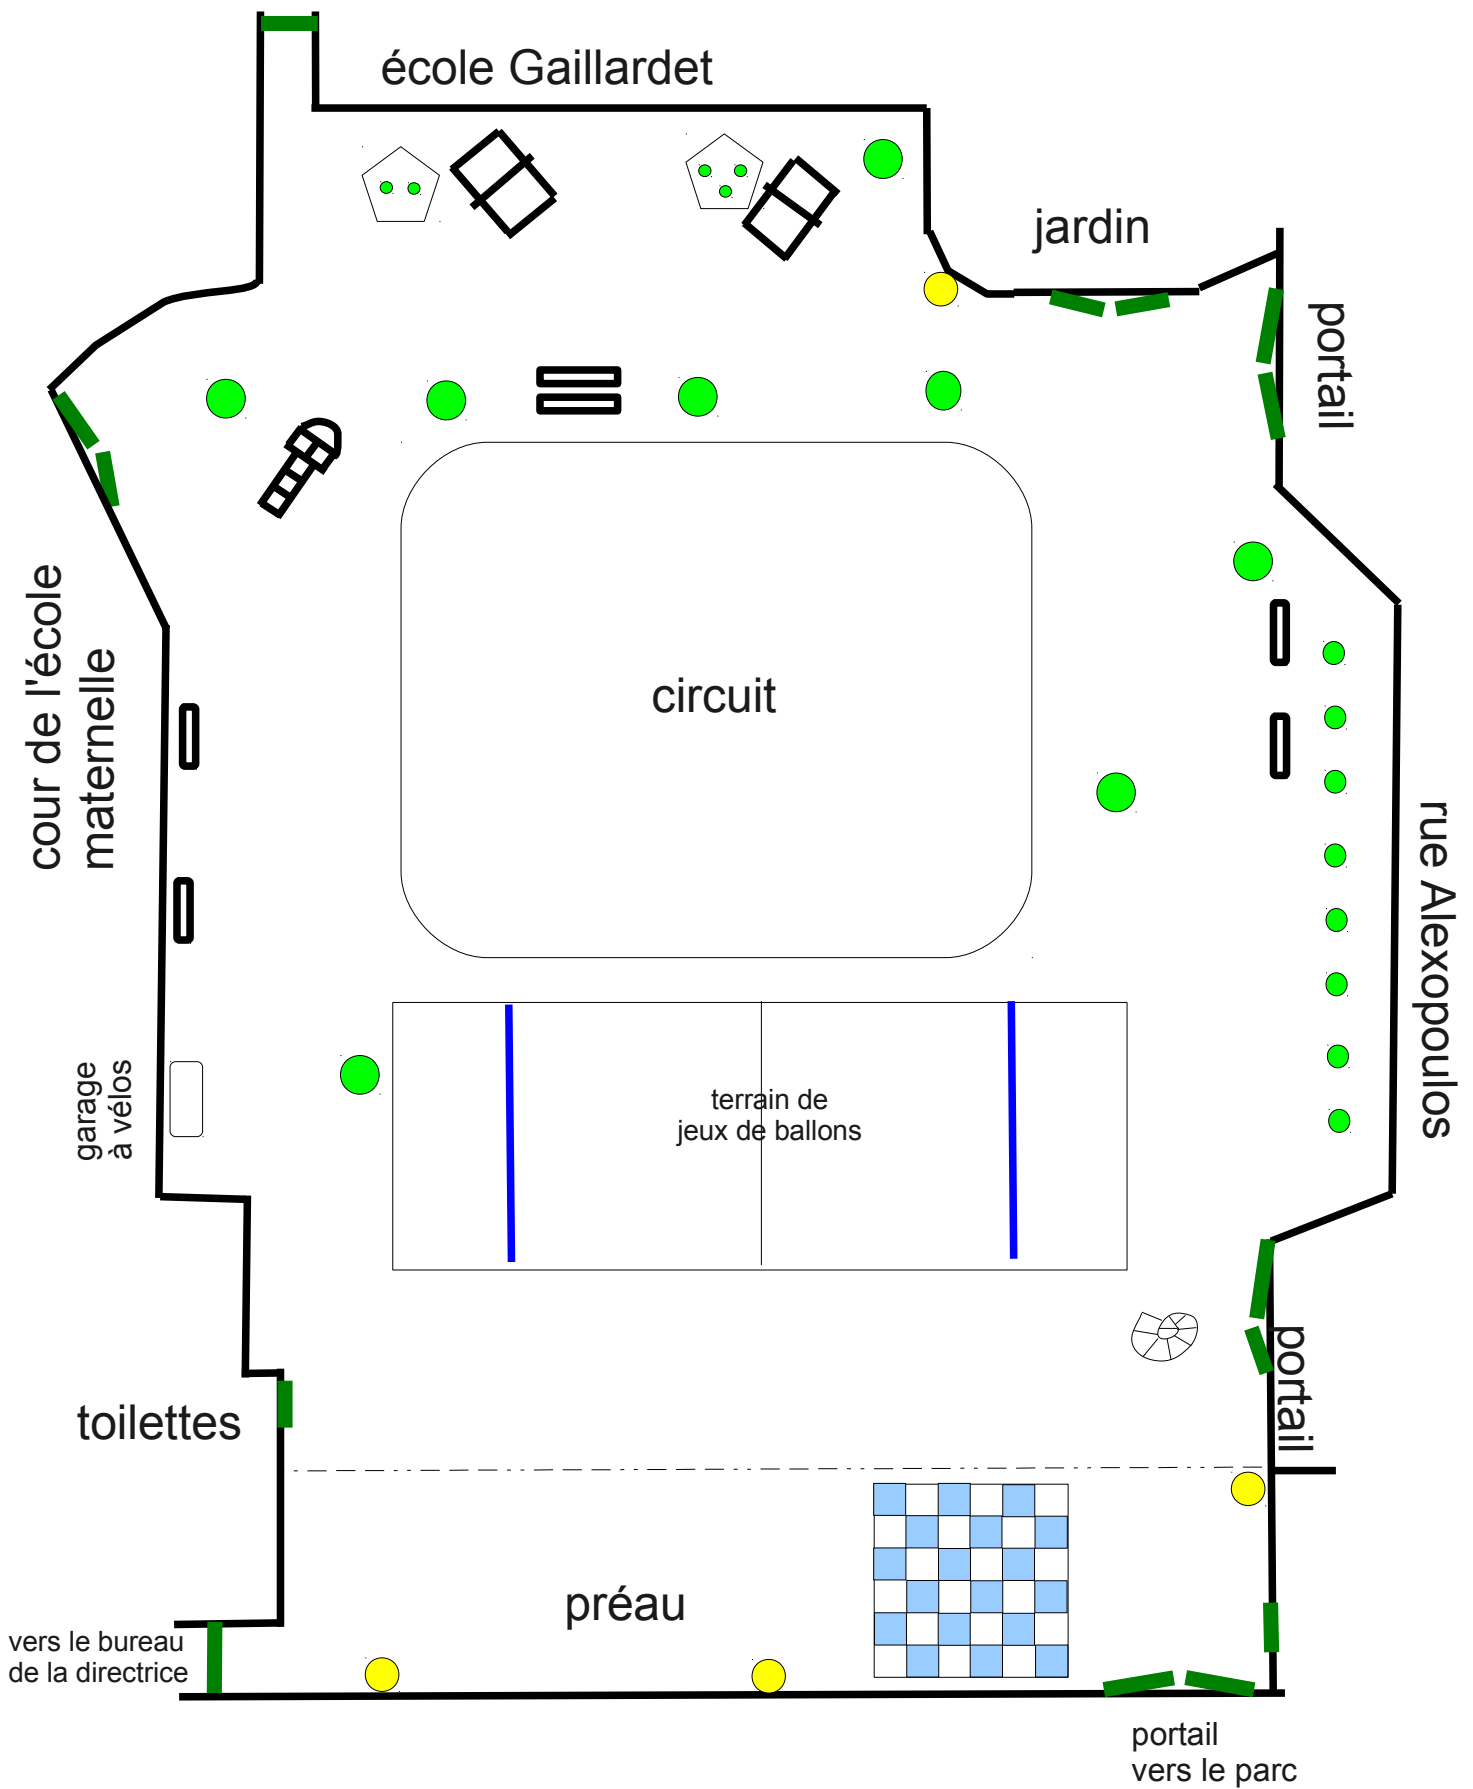 école Gaillardet
jardin
portail
cour de l'école
maternelle
circuit
rue Alexopoulos
garage
à vélos
terrain de
jeux de ballons
portail
toilettes
préau
vers le bureau
de la directrice
portail
vers le parc